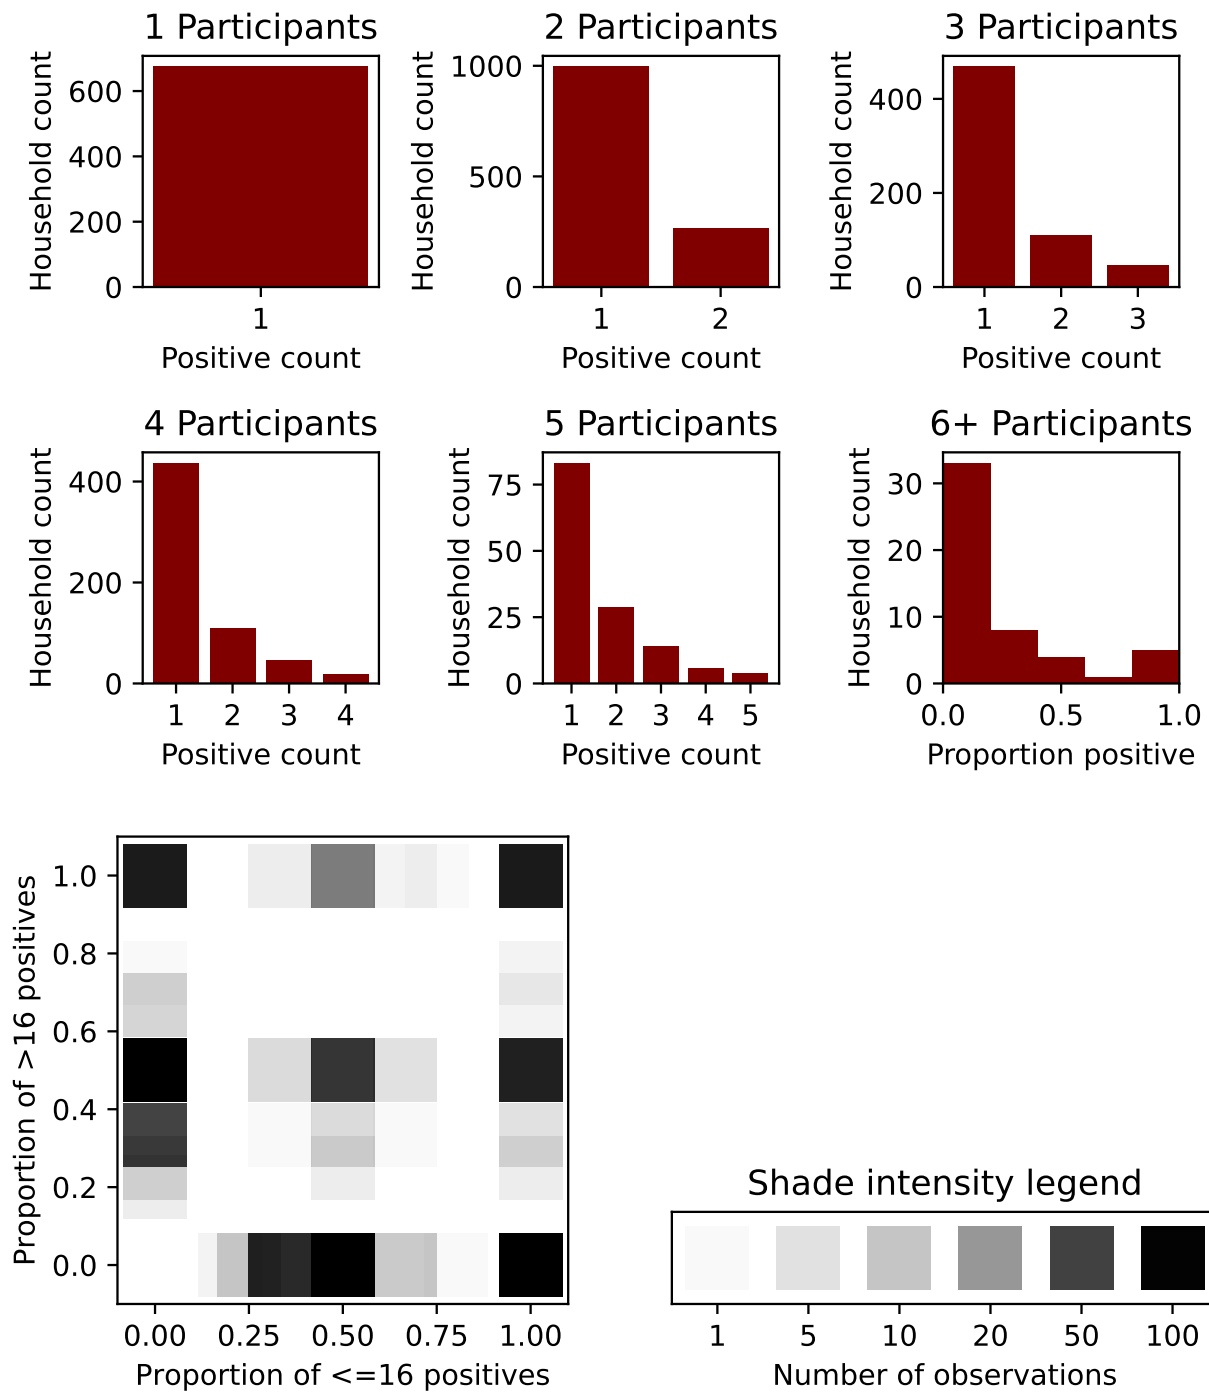 1 Participants
Household count
600
400
200
0
1
Positive count
2 Participants
Household count
1000
500
0
1 2
Positive count
3 Participants
Household count
400
200
0
1 2 3
Positive count
4 Participants
Household count
400
200
0
1 2 3 4
Positive count
5 Participants
Household count
75
50
25
0
1 2 3 4 5
Positive count
6+ Participants
Household count
30
20
10
0
0.0 0.5 1.0
Proportion positive
Proportion of >16 positives
1.0
0.8
0.6
0.4
0.2
0.0
0.00 0.25 0.50 0.75 1.00
Proportion of <=16 positives
Shade intensity legend
1 5 10 20 50 100
Number of observations